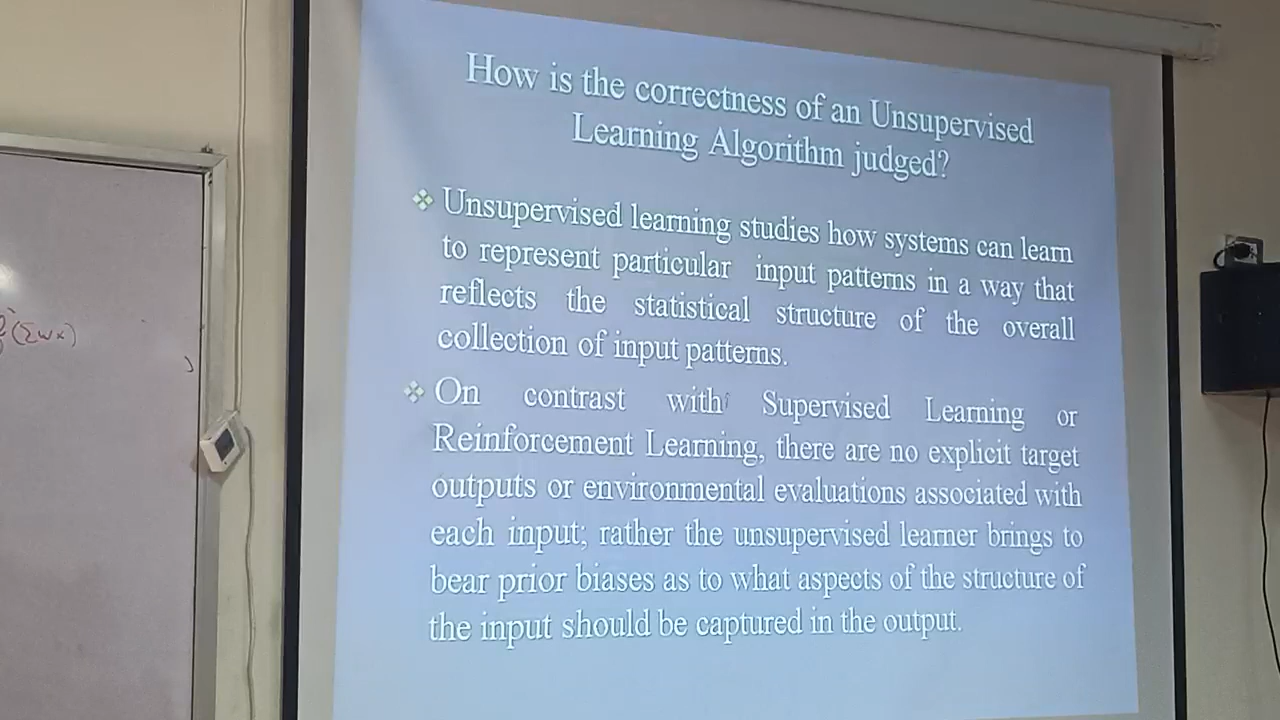 How is the correctness of an Unsupervised
Learning Algorithm judged?
Unsupervised learning studies how systems can learn
to represent particular input patterns in a way that
reflects the statistical structure of the overall
collection of input patterns.
On contrast with Supervised Learning or
Reinforcement Learning, there are no explicit target
outputs or environmental evaluations associated with
each input; rather the unsupervised learner brings to
bear prior biases as to what aspects of the structure of
the input should be captured in the output.
(Σwx)